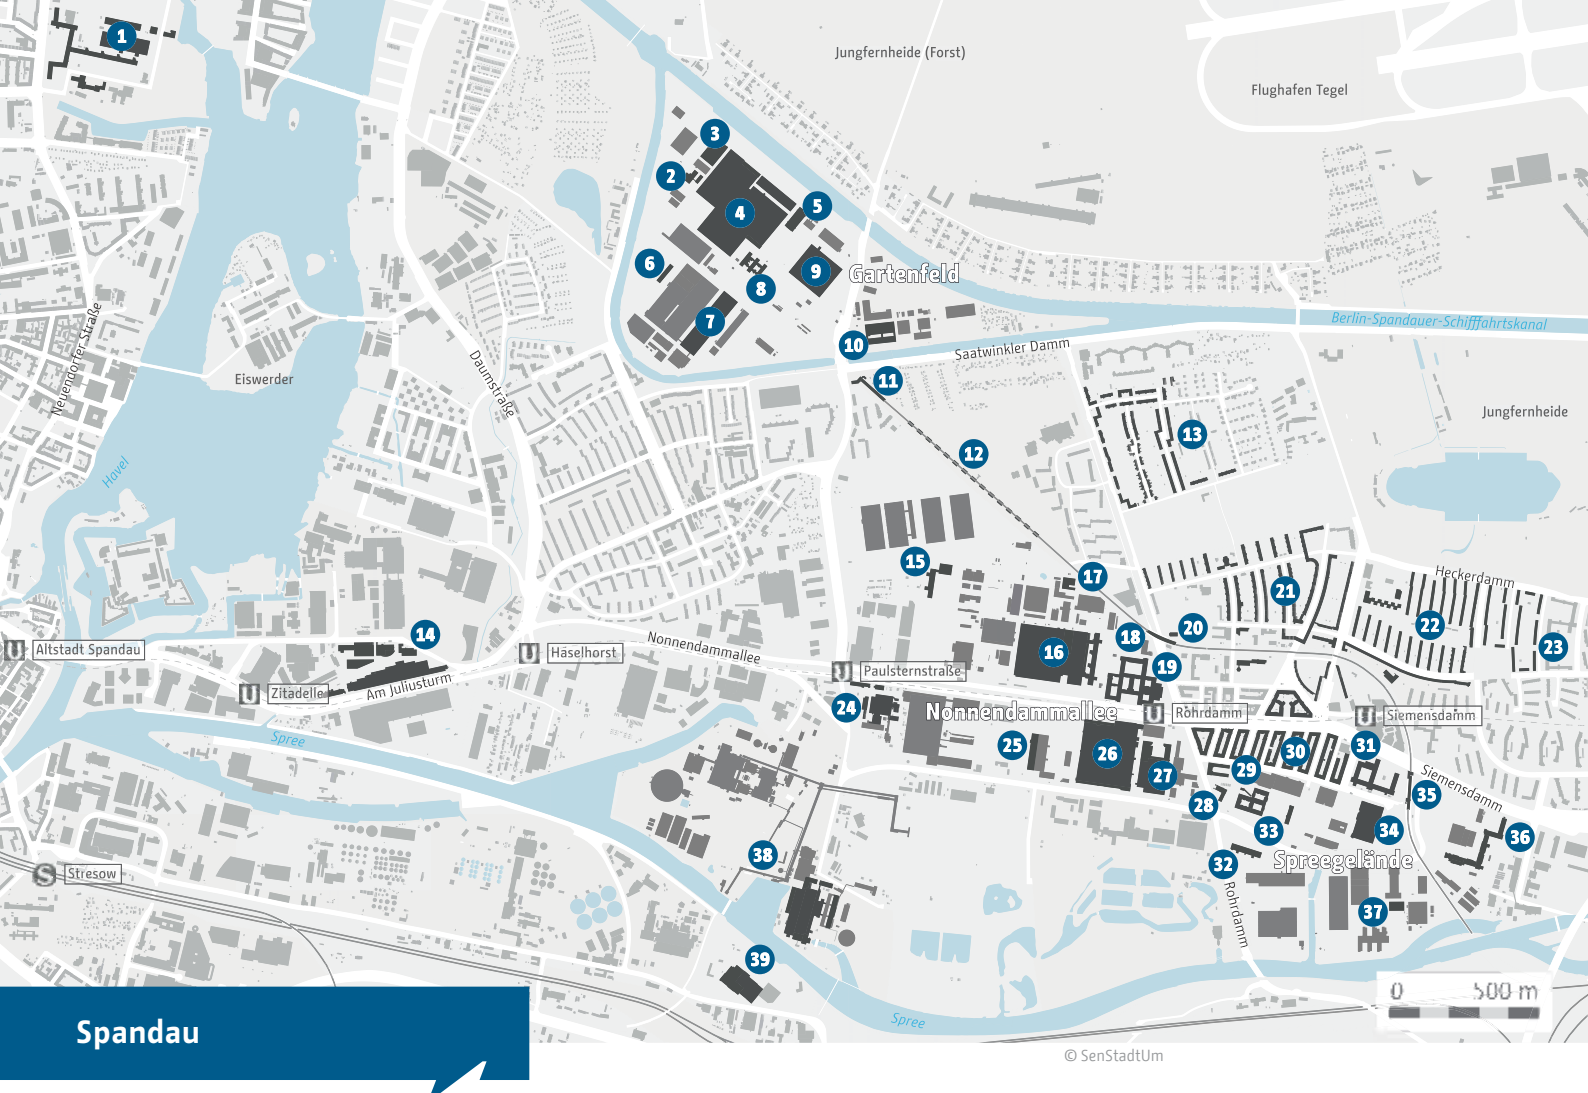 1
Jungfernheide (Forst)
Flughafen Tegel
3
2
4
5
6
9
Gartenfeld
8
7
Berlin-Spandauer-Schifffahrtskanal
10
Saatwinkler Damm
Neuendorfer Straße
Eiswerder
Daumstraße
11
Jungfernheide
13
12
Havel
15
17
Heckerdamm
21
22
14
20
18
23
U Altstadt Spandau
U Häselhorst
Nonnendammallee
16
19
U Paulsternstraße
U Zitadelle
Am Juliusturm
24
Nonnendammallee
U Rohrdamm
U Siemensdamm
Spree
25
26
30
31
27
29
Siemensdamm
28
35
33
34
36
38
32
Spreegelände
S Stresow
Rohrdamm
37
39
0 500 m
Spree
Spandau
© SenStadtUm